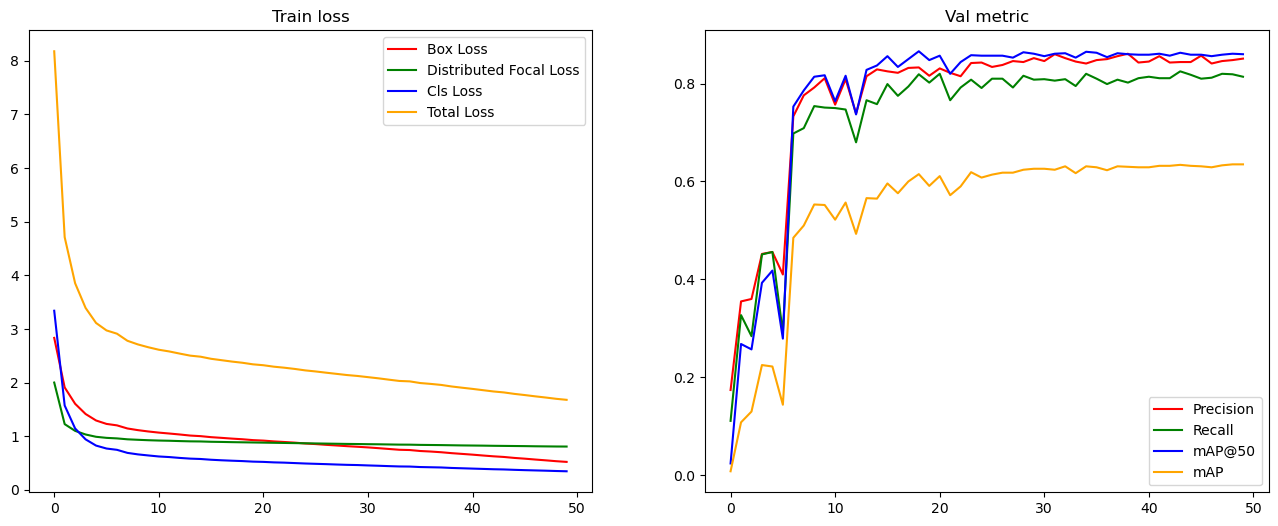 Train loss
Box Loss
Distributed Focal Loss
Cls Loss
Total Loss
8
7
6
5
4
3
2
1
0
0 10 20 30 40 50
Val metric
0.8
0.6
0.4
0.2
0.0
Precision
Recall
mAP@50
mAP
0 10 20 30 40 50